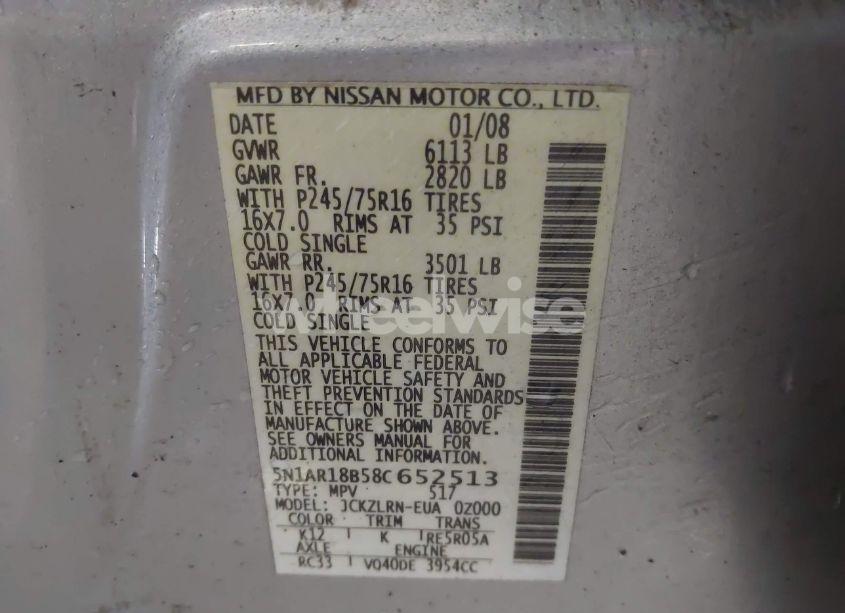 MFD BY NISSAN MOTOR CO., LTD.
DATE 01/08
GVWR 6113 LB
GAWR FR. 2820 LB
WITH P245/75R16 TIRES
16X7.0 RIMS AT 35 PSI
COLD SINGLE
GAWR RR. 3501 LB
WITH P245/75R16 TIRES
16X7.0 RIMS AT 35 PSI
COLD SINGLE
THIS VEHICLE CONFORMS TO
ALL APPLICABLE FEDERAL
MOTOR VEHICLE SAFETY AND
THEFT PREVENTION STANDARDS
IN EFFECT ON THE DATE OF
MANUFACTURE SHOWN ABOVE.
SEE OWNERS MANUAL FOR
ADDITIONAL INFORMATION.
5N1AR18B58C652513
TYPE: MPV 517
MODEL: JCKZLRN-EUA 0Z000
COLOR TRIM TRANS
K12 K RE5R05A
AXLE ENGINE
RC33 VQ40DE 3954CC
Wheelwise